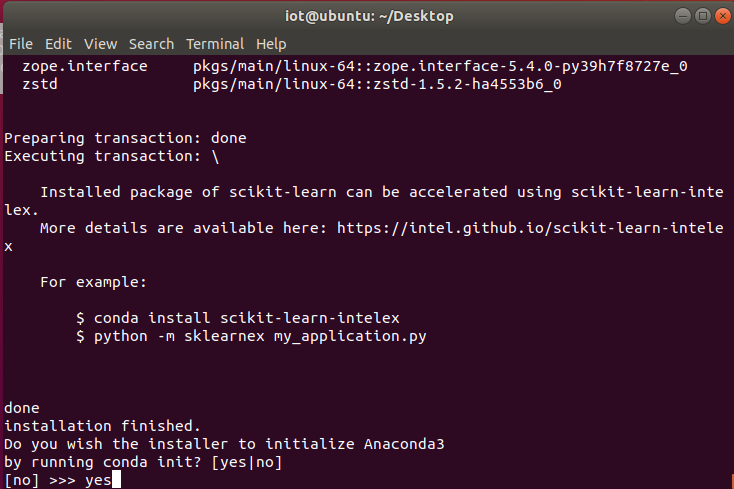 iot@ubuntu: ~/Desktop
File Edit View Search Terminal Help
zope.interface pkgs/main/linux-64::zope.interface-5.4.0-py39h7f8727e_0
zstd pkgs/main/linux-64::zstd-1.5.2-ha4553b6_0
Preparing transaction: done
Executing transaction: \
Installed package of scikit-learn can be accelerated using scikit-learn-inte
lex.
More details are available here: https://intel.github.io/scikit-learn-intele
x
For example:
$ conda install scikit-learn-intelex
$ python -m sklearnex my_application.py
done
installation finished.
Do you wish the installer to initialize Anaconda3
by running conda init? [yes|no]
[no] >>> yes